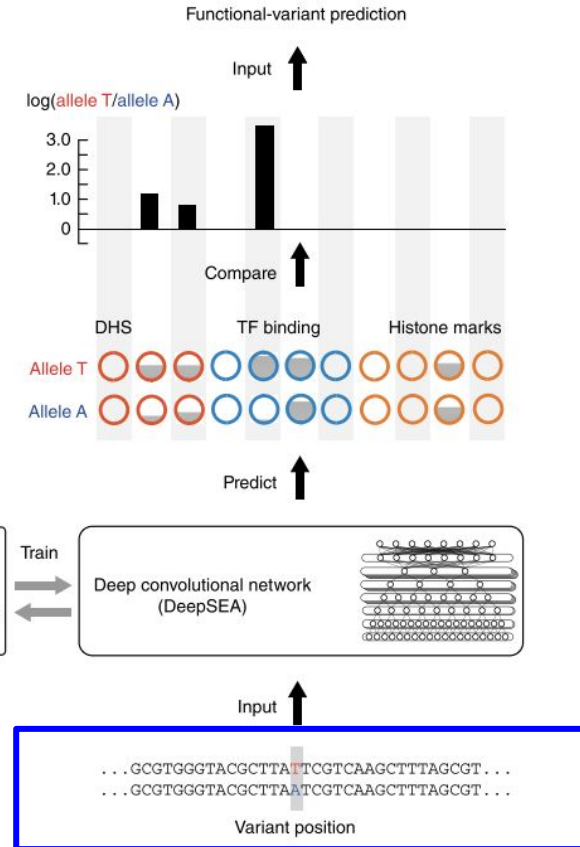 Functional-variant prediction
Input
log(allele T/allele A)
3.0
2.0
1.0
0
Compare
DHS TF binding Histone marks
Allele T
Allele A
Predict
Train
Deep convolutional network
(DeepSEA)
Input
...GCGTGGGTACGCTTATTCGTCAAGCTTTAGCGT...
...GCGTGGGTACGCTTAATCGTCAAGCTTTAGCGT...
Variant position